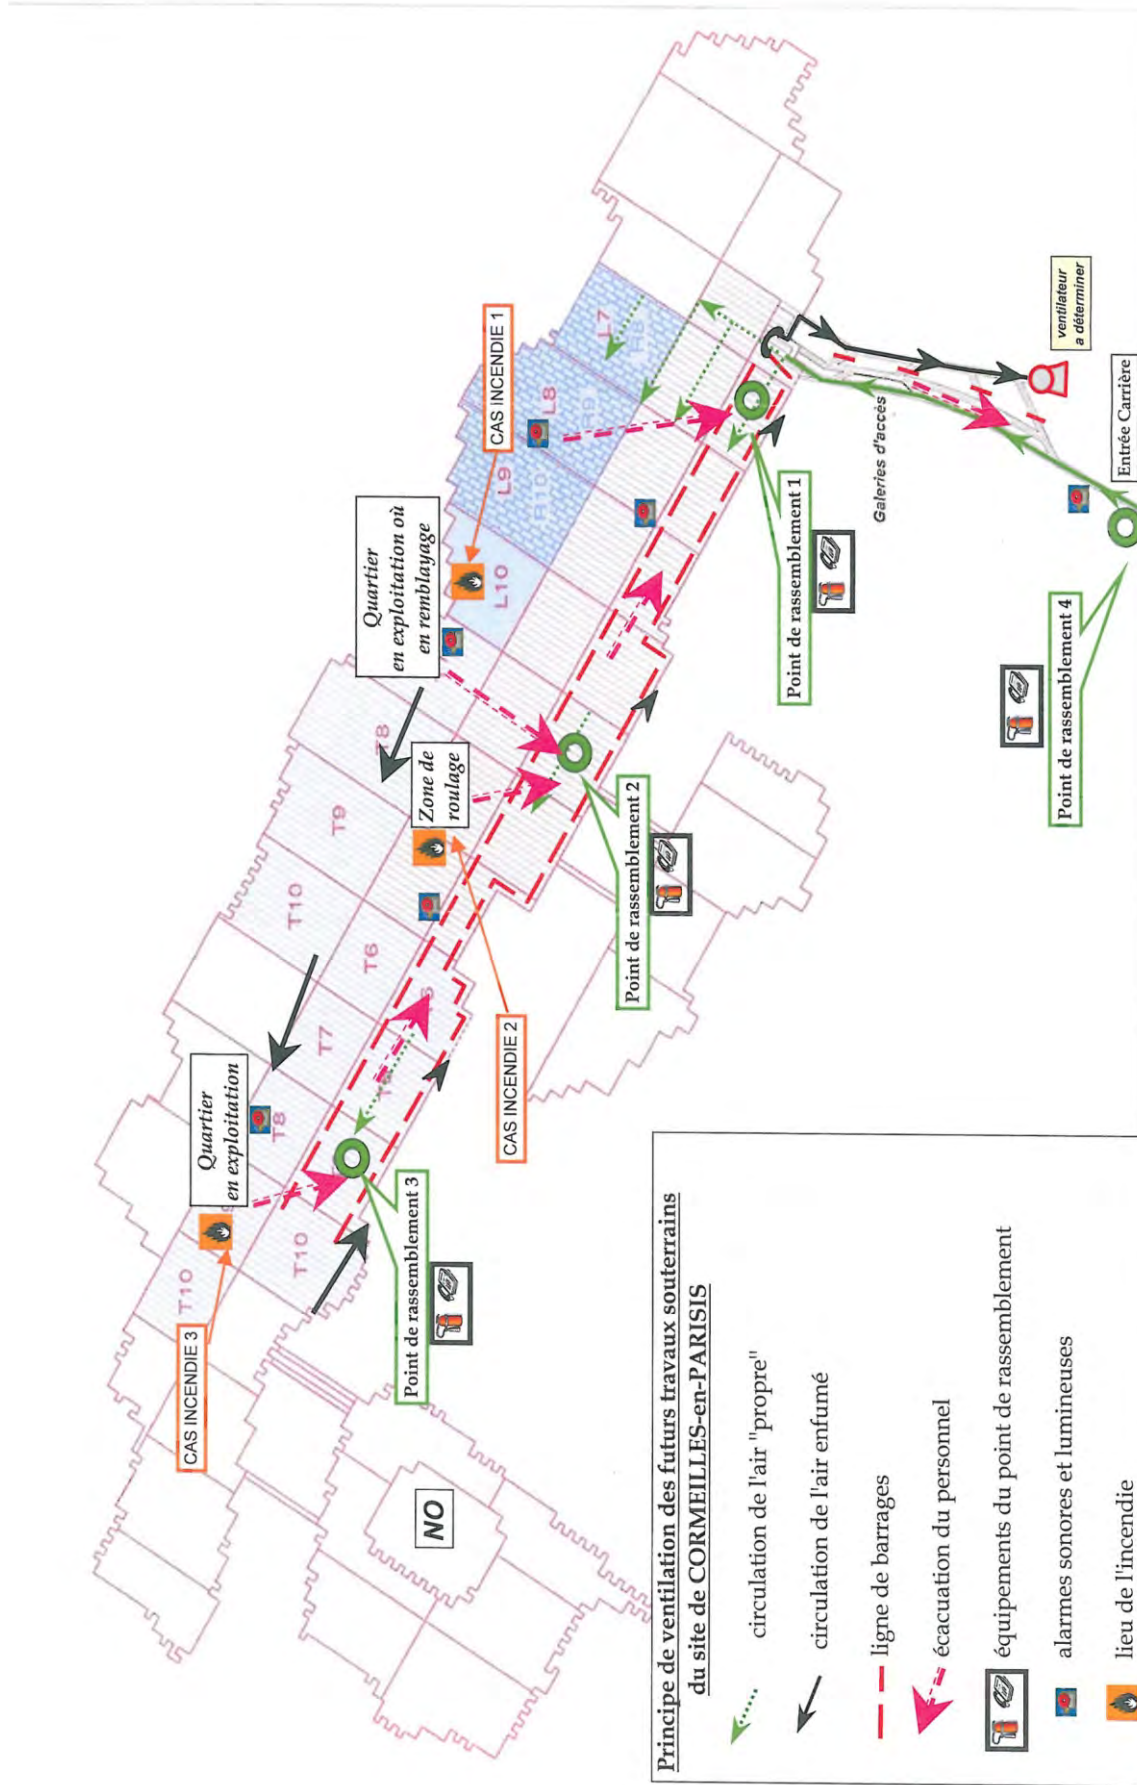 L7
L8
L9
R9
R10
L10
CAS INCENDIE 1
Quartier
en exploitation où
en remblayage
T8
T9
T10
Zone de
roulage
T6
T7
T8
CAS INCENDIE 2
Quartier
en exploitation
T10
T10
CAS INCENDIE 3
NO
Point de rassemblement 1
Point de rassemblement 2
Point de rassemblement 3
Point de rassemblement 4
Galeries d'accès
ventilateur
a déterminer
Entrée Carrière
Principe de ventilation des futurs travaux souterrains
du site de CORMEILLES-en-PARISIS
circulation de l'air "propre"
circulation de l'air enfumé
ligne de barrages
écacuation du personnel
équipements du point de rassemblement
alarmes sonores et lumineuses
lieu de l'incendie